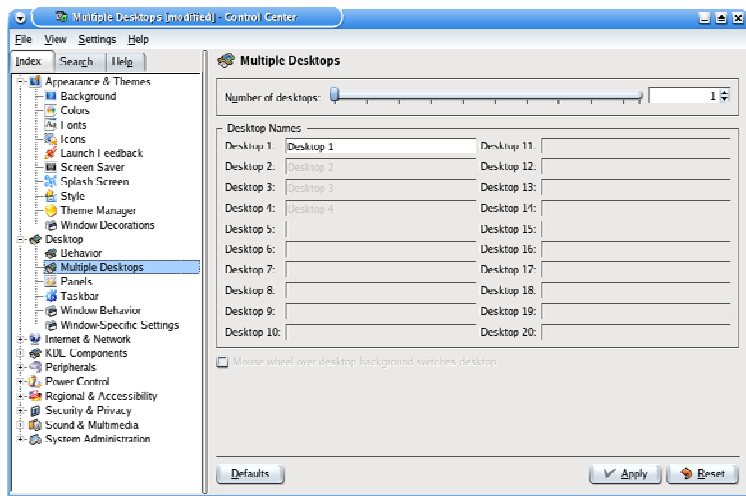 Multiple Desktops [modified] - Control Center
File View Settings Help
Index Search Help
Appearance & Themes
Background
Colors
Fonts
Icons
Launch Feedback
Screen Saver
Splash Screen
Style
Theme Manager
Window Decorations
Desktop
Behavior
Multiple Desktops
Panels
Taskbar
Window Behavior
Window-Specific Settings
Internet & Network
KDE Components
Peripherals
Power Control
Regional & Accessibility
Security & Privacy
Sound & Multimedia
System Administration
Multiple Desktops
Number of desktops: 1
Desktop Names
Desktop 1: Desktop 1 Desktop 11:
Desktop 2: Desktop 2 Desktop 12:
Desktop 3: Desktop 3 Desktop 13:
Desktop 4: Desktop 4 Desktop 14:
Desktop 5: Desktop 15:
Desktop 6: Desktop 16:
Desktop 7: Desktop 17:
Desktop 8: Desktop 18:
Desktop 9: Desktop 19:
Desktop 10: Desktop 20:
Mouse wheel over desktop background switches desktop
Defaults Apply Reset